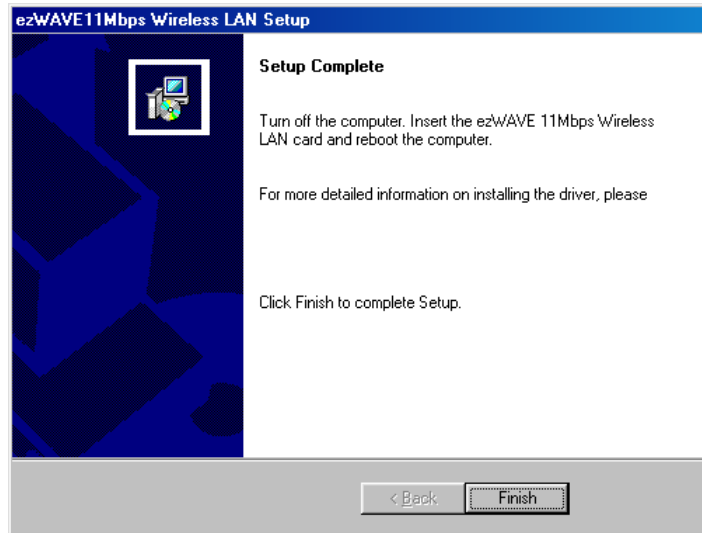 ezWAVE11Mbps Wireless LAN Setup
Setup Complete
Turn off the computer. Insert the ezWAVE 11Mbps Wireless
LAN card and reboot the computer.
For more detailed information on installing the driver, please
Click Finish to complete Setup.
< Back
Finish